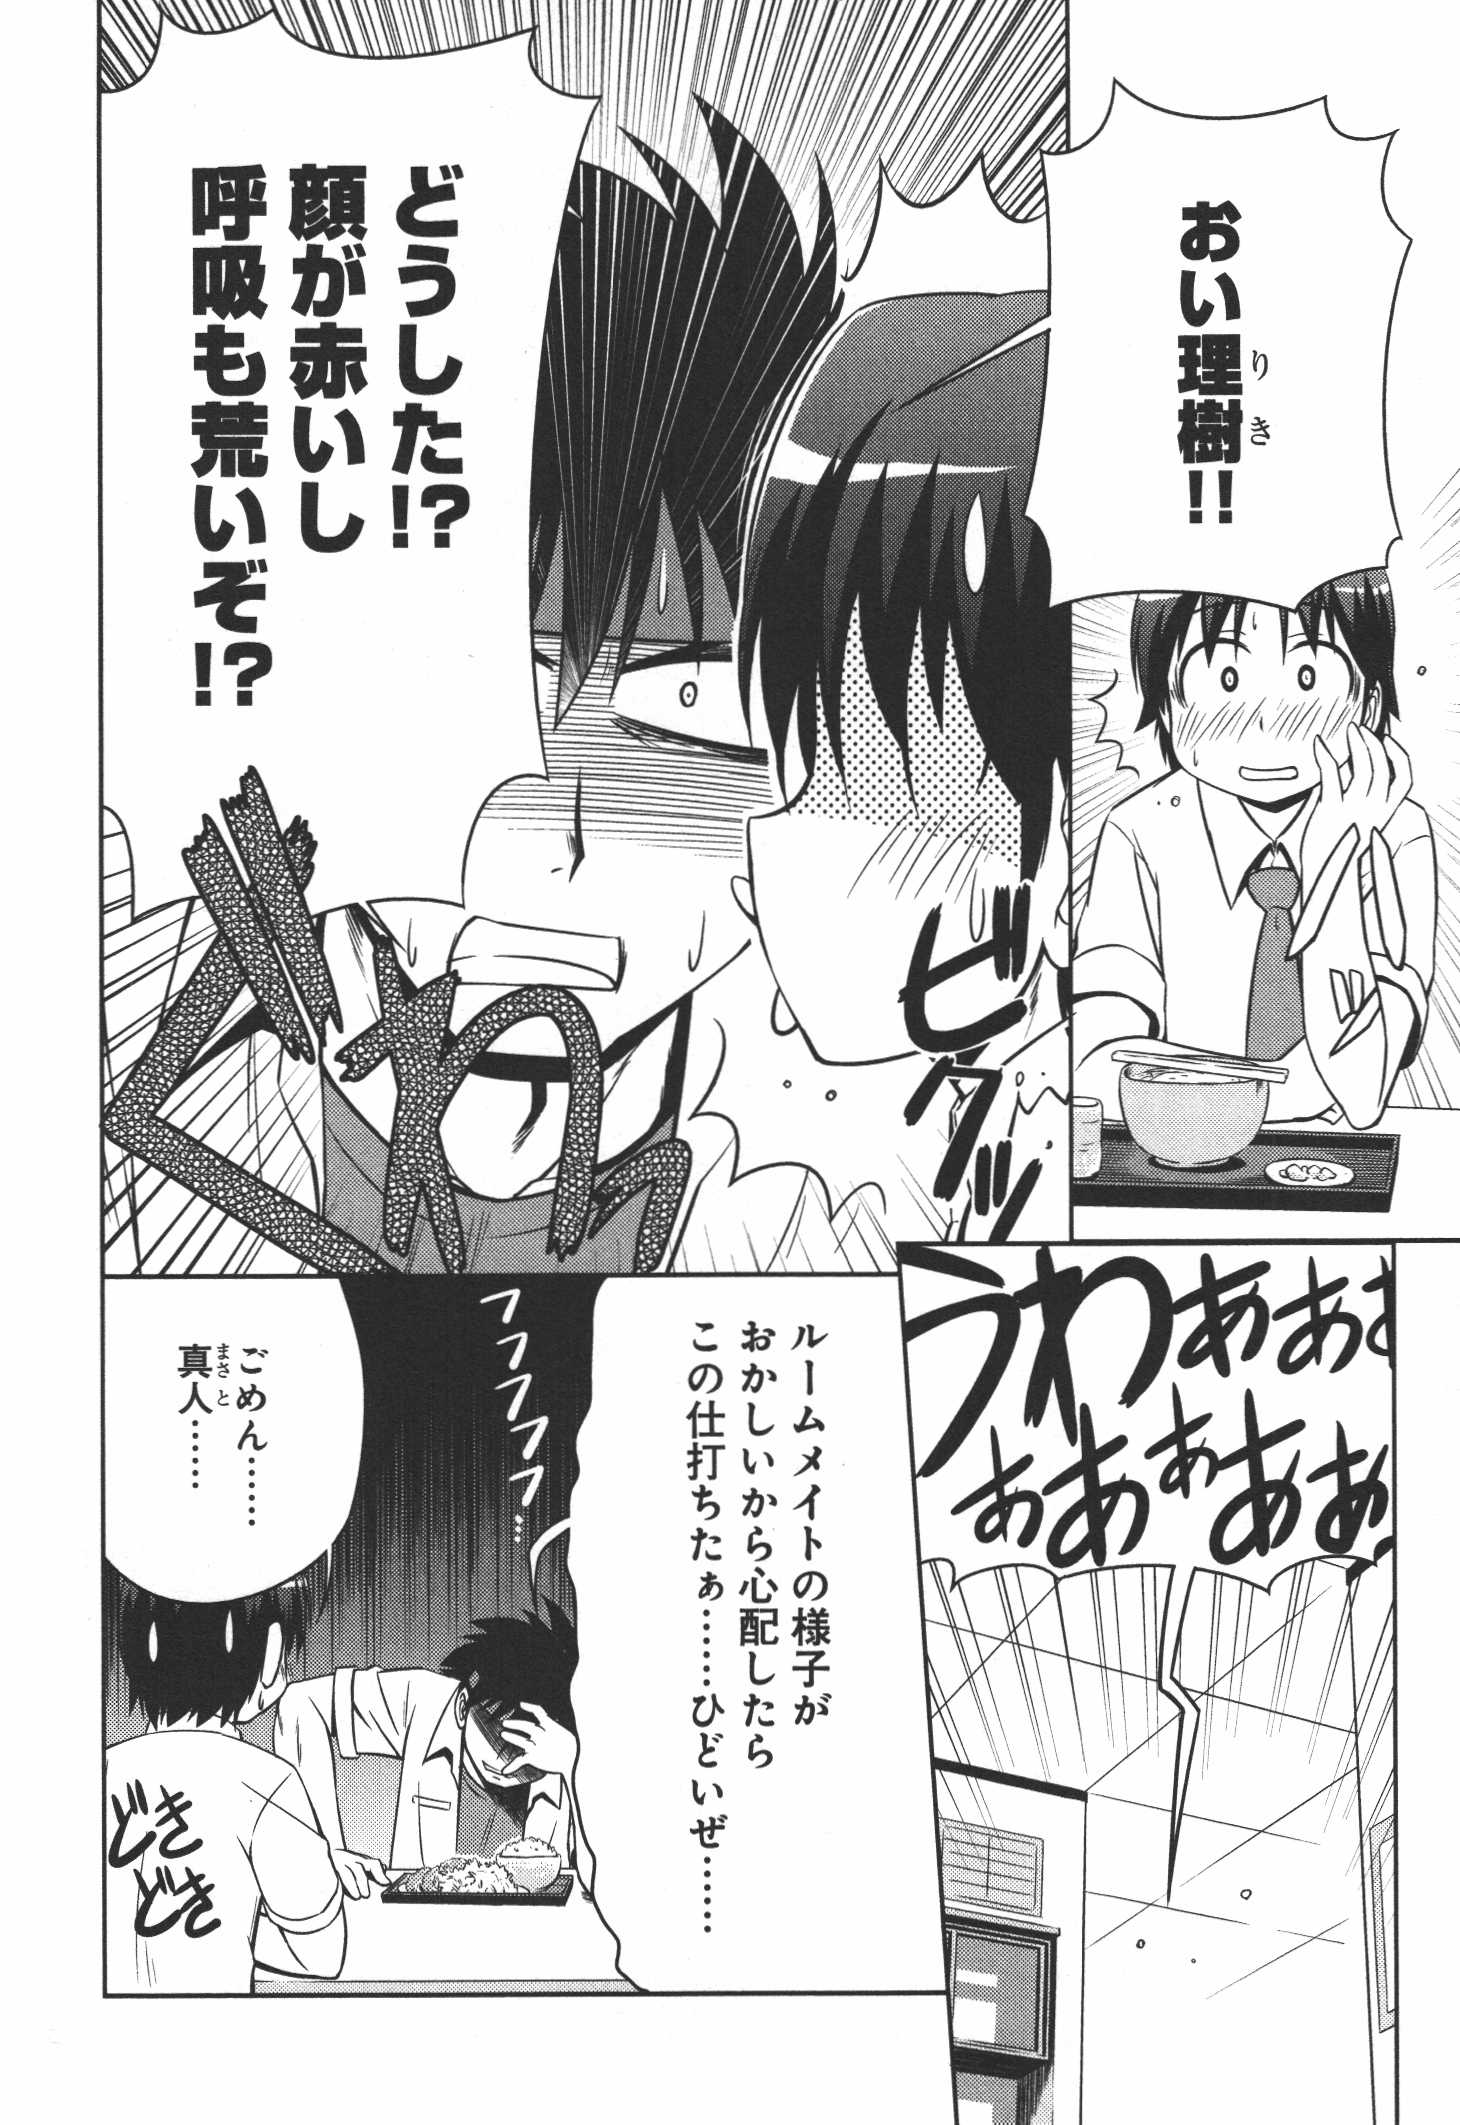 おい理樹!!
りき
どうした!?
顔が赤いし
呼吸も荒いぞ!?
ビクッ
くわっ
うわあああ
ああああああ
ルームメイトの様子が
おかしいから心配したら
この仕打ちたぁ……ひどいぜ……
フフフフフ…
ごめん……
真人……
まさと
どき
どき